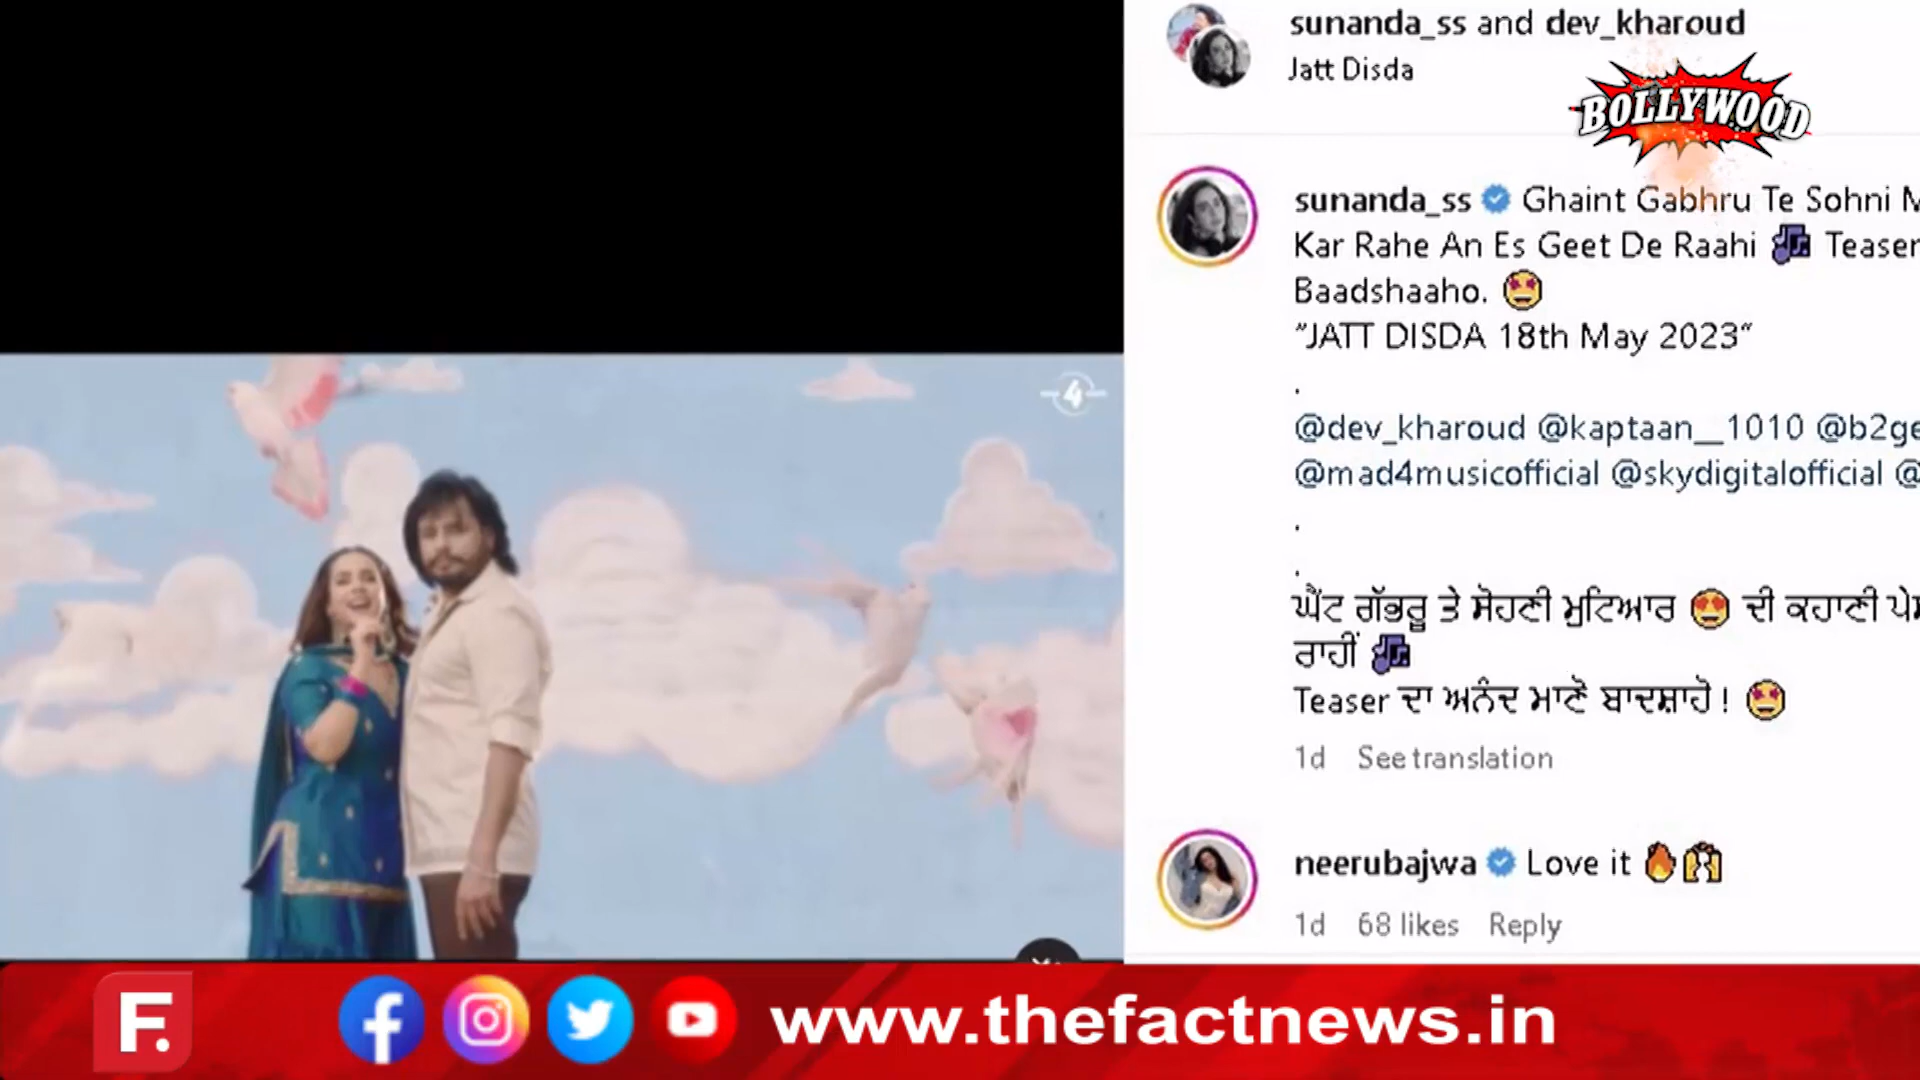 sunanda_ss and dev_kharoud
Jatt Disda
BOLLYWOOD
sunanda_ss Ghaint Gabhru Te Sohni M
Kar Rahe An Es Geet De Raahi Teaser
Baadshaaho.
"JATT DISDA 18th May 2023"
.
@dev_kharoud @kaptaan__1010 @b2ge
@mad4musicofficial @skydigitalofficial @
.
.
ਘੈਂਟ ਗੱਭਰੂ ਤੇ ਸੋਹਣੀ ਮੁਟਿਆਰ ਦੀ ਕਹਾਣੀ ਪੇਸ਼
ਰਾਹੀਂ
Teaser ਦਾ ਅਨੰਦ ਮਾਣੋ ਬਾਦਸ਼ਾਹੋ !
1d See translation
neerubajwa Love it
1d 68 likes Reply
4
F.
www.thefactnews.in